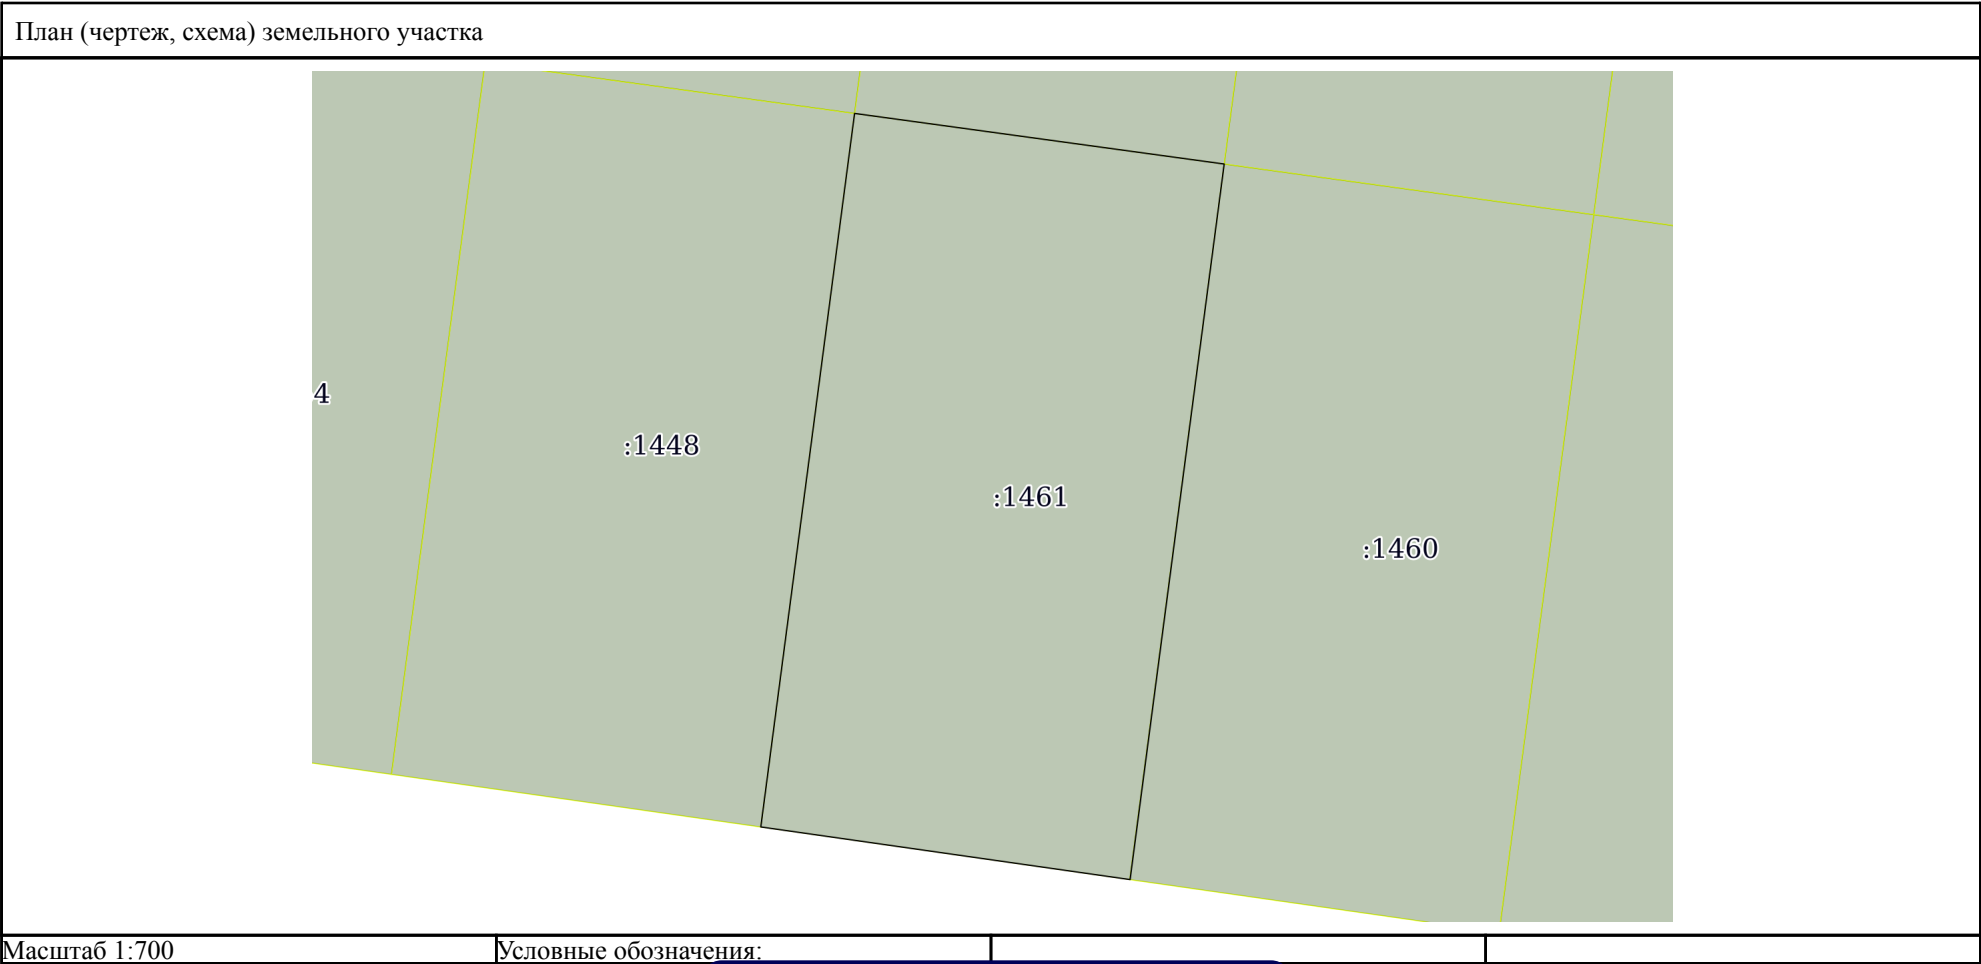 План (чертеж, схема) земельного участка
4
:1448
:1461
:1460
Масштаб 1:700
Условные обозначения: